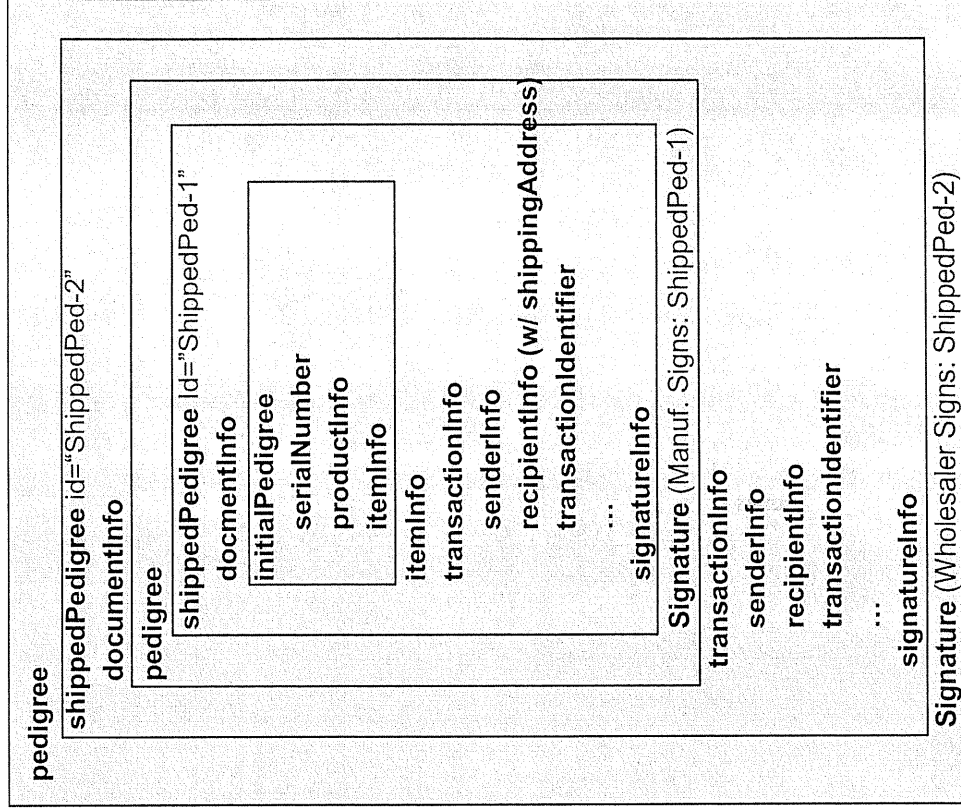 pedigree
shippedPedigree id=“ShippedPed-2”
documentInfo
pedigree
shippedPedigree id=”ShippedPed-1”
docmentInfo
initialPedigree
serialNumber
productInfo
itemInfo
itemInfo
transactionInfo
senderInfo
recipientInfo (w/ shippingAddress)
transactionIdentifier
...
signatureInfo
Signature (Manuf. Signs: ShippedPed-1)
transactionInfo
senderInfo
recipientInfo
transactionIdentifier
...
signatureInfo
Signature (Wholesaler Signs: ShippedPed-2)